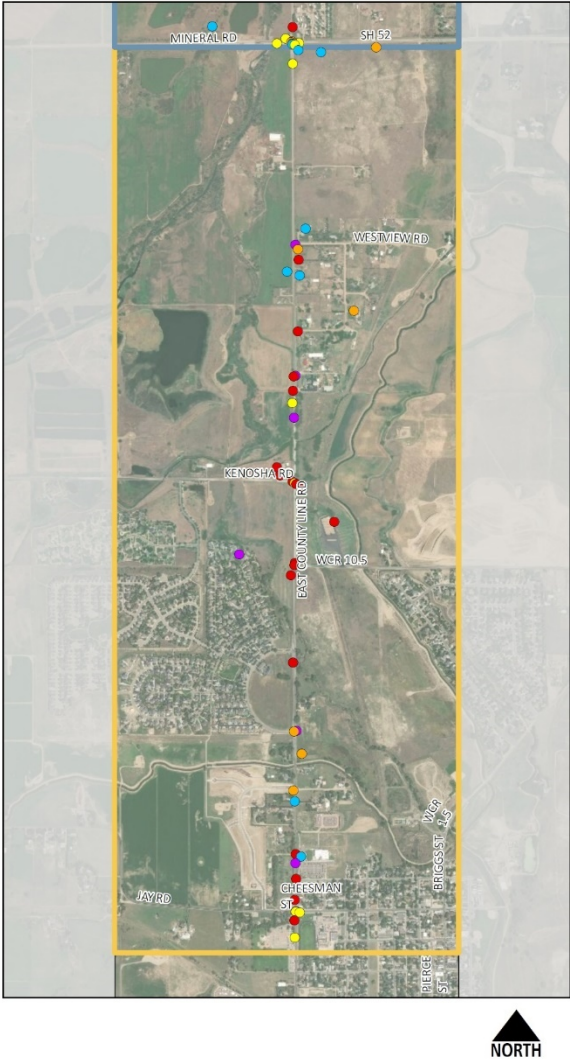 MINERAL RD
SH 52
WESTVIEW RD
KENOSHA RD
EAST COUNTY LINE RD
WCR 10.5
WCR
1.5
BRIGGS ST
CHEESMAN
ST
JAY RD
PIERCE
ST
NORTH